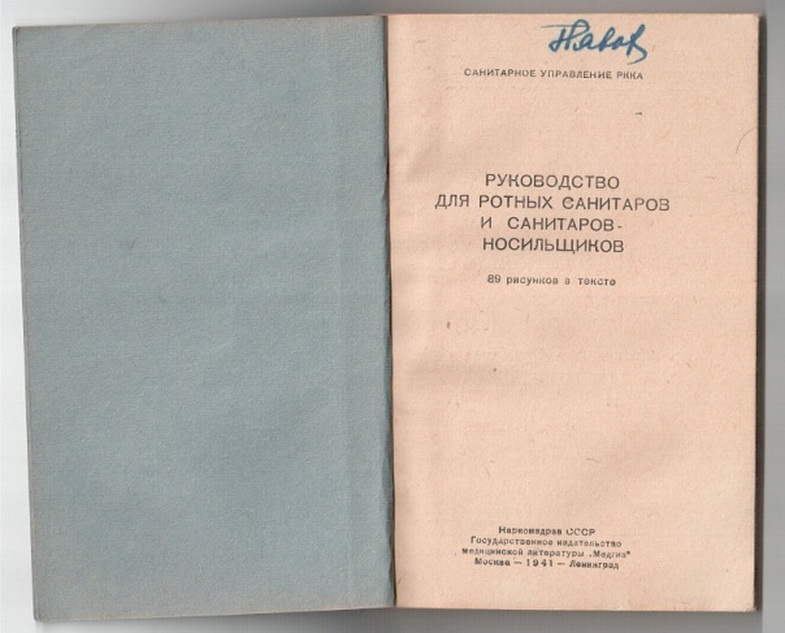 САНИТАРНОЕ УПРАВЛЕНИЕ РККА
РУКОВОДСТВО
ДЛЯ РОТНЫХ САНИТАРОВ
И САНИТАРОВ-
НОСИЛЬЩИКОВ
89 рисунков в тексте
Наркомздрав СССР
Государственное издательство
медицинской литературы „Медгиз“
Москва — 1941 — Ленинград